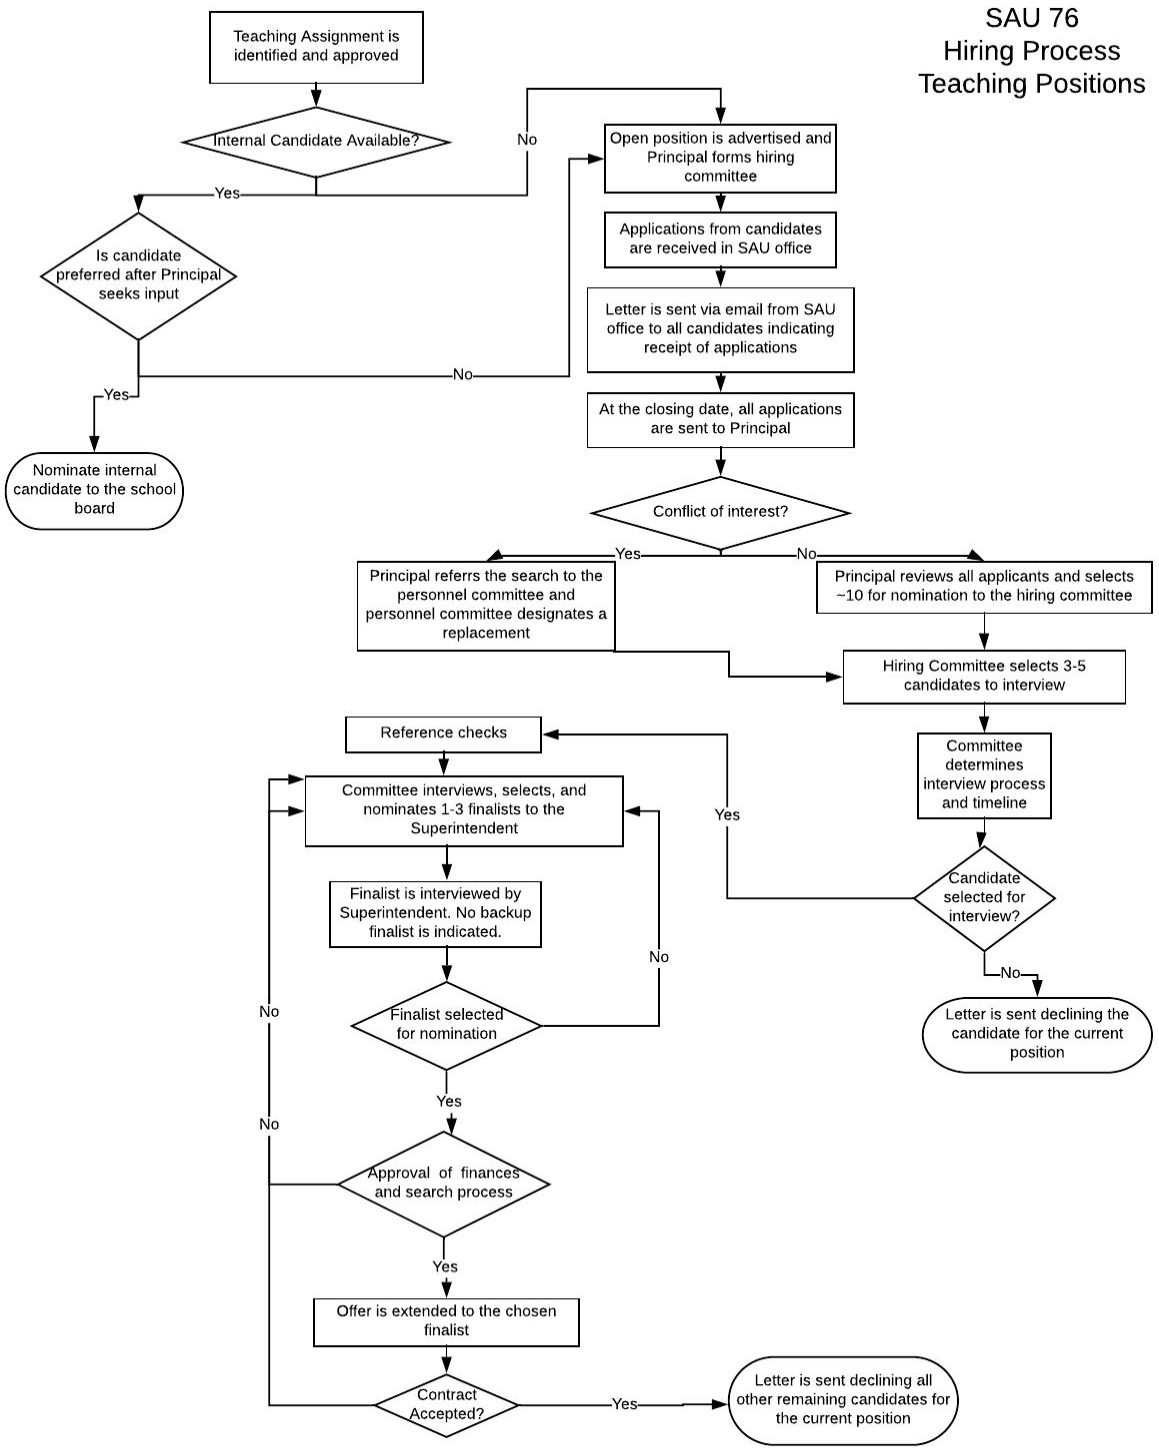 SAU 76
Hiring Process
Teaching Positions
Teaching Assignment is
identified and approved
Internal Candidate Available?
No
Yes
Open position is advertised and
Principal forms hiring
committee
Is candidate
preferred after Principal
seeks input
Applications from candidates
are received in SAU office
Letter is sent via email from SAU
office to all candidates indicating
receipt of applications
No
Yes
At the closing date, all applications
are sent to Principal
Nominate internal
candidate to the school
board
Conflict of interest?
Yes
No
Principal referrs the search to the
personnel committee and
personnel committee designates a
replacement
Principal reviews all applicants and selects
~10 for nomination to the hiring committee
Hiring Committee selects 3-5
candidates to interview
Reference checks
Committee
determines
interview process
and timeline
Committee interviews, selects, and
nominates 1-3 finalists to the
Superintendent
Yes
Candidate
selected for
interview?
Finalist is interviewed by
Superintendent. No backup
finalist is indicated.
No
No
Letter is sent declining the
candidate for the current
position
Finalist selected
for nomination
No
Yes
No
Approval of finances
and search process
Yes
Offer is extended to the chosen
finalist
Contract
Accepted?
Yes
Letter is sent declining all
other remaining candidates for
the current position